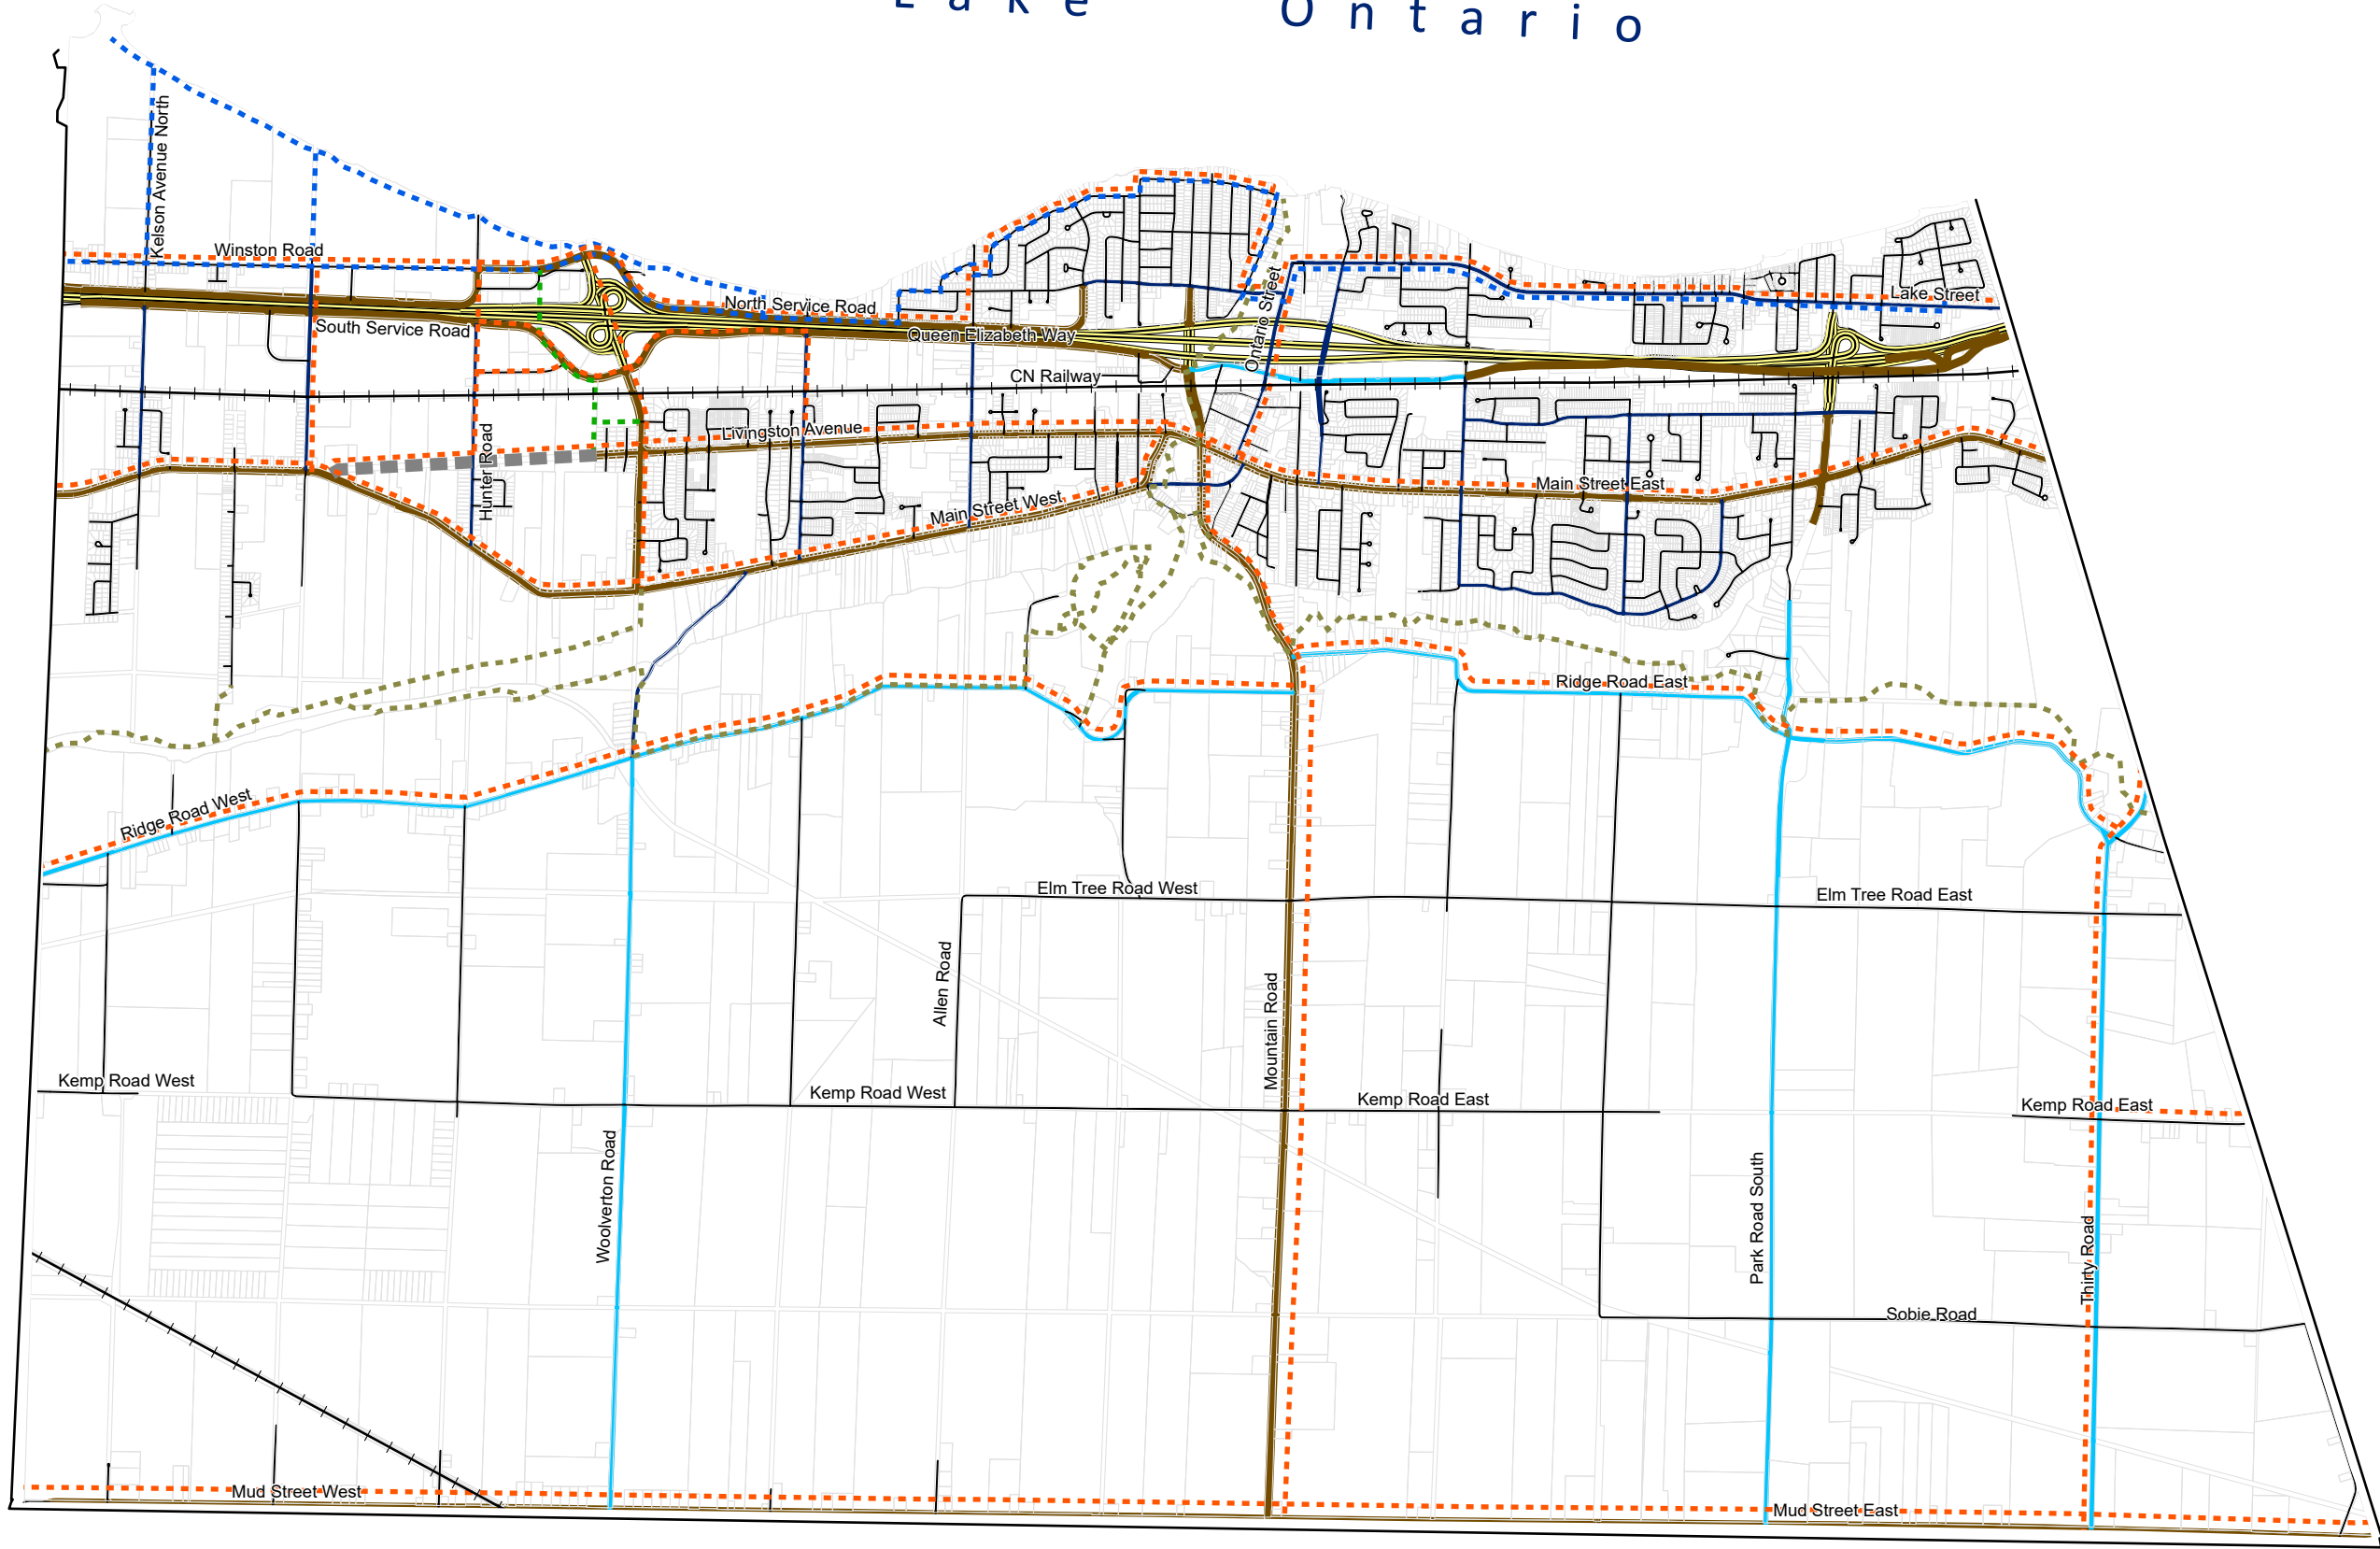 Lake Ontario
Kelson Avenue North
Winston Road
North Service Road
Lake Street
South Service Road
Queen Elizabeth Way
Ontario Street
CN Railway
Livingston Avenue
Hunter Road
Main Street East
Main Street West
Ridge Road East
Ridge Road West
Elm Tree Road West
Elm Tree Road East
Allen Road
Mountain Road
Kemp Road West
Kemp Road West
Kemp Road East
Kemp Road East
Woolverton Road
Park Road South
Thirty Road
Sobie Road
Mud Street West
Mud Street East